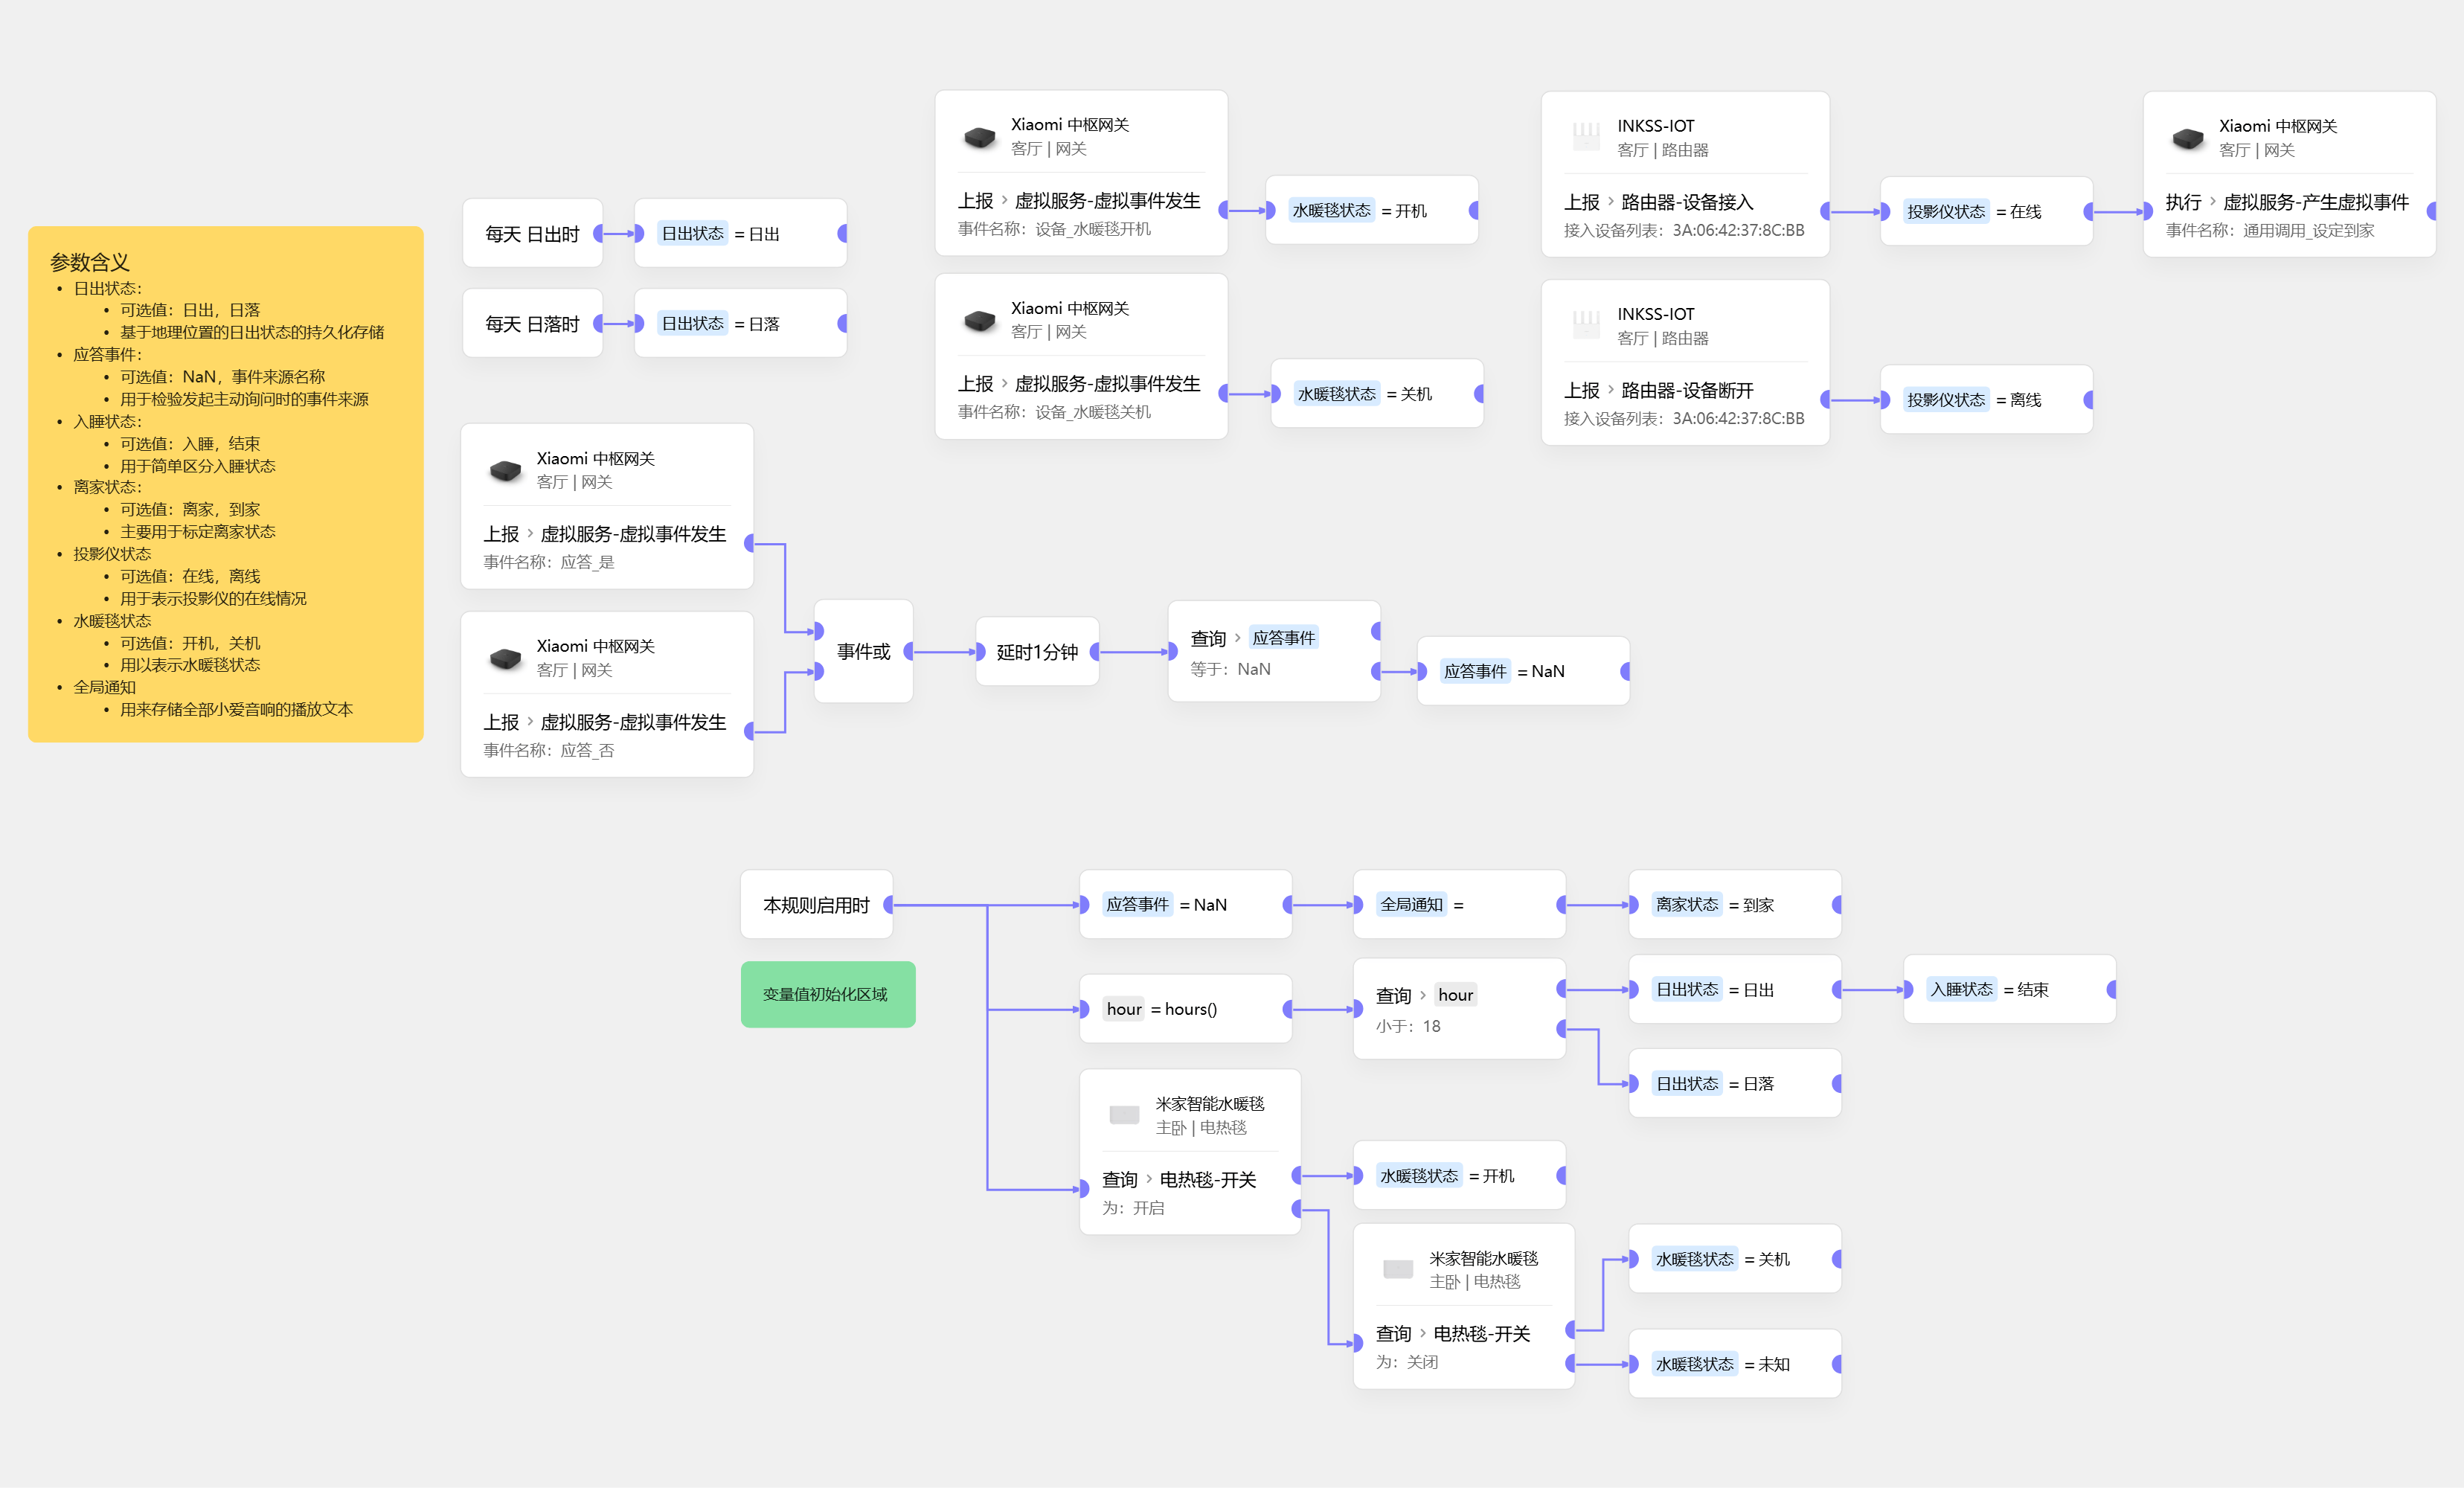 参数含义
• 日出状态：
• 可选值：日出，日落
• 基于地理位置的日出状态的持久化存储
• 应答事件：
• 可选值：NaN，事件来源名称
• 用于检验发起主动询问时的事件来源
• 入睡状态：
• 可选值：入睡，结束
• 用于简单区分入睡状态
• 离家状态：
• 可选值：离家，到家
• 主要用于标定离家状态
• 投影仪状态
• 可选值：在线，离线
• 用于表示投影仪的在线情况
• 水暖毯状态
• 可选值：开机，关机
• 用以表示水暖毯状态
• 全局通知
• 用来存储全部小爱音响的播放文本
每天 日出时
日出状态 = 日出
每天 日落时
日出状态 = 日落
Xiaomi 中枢网关
客厅 | 网关
上报 › 虚拟服务-虚拟事件发生
事件名称：设备_水暖毯开机
水暖毯状态 = 开机
Xiaomi 中枢网关
客厅 | 网关
上报 › 虚拟服务-虚拟事件发生
事件名称：设备_水暖毯关机
水暖毯状态 = 关机
INKSS-IOT
客厅 | 路由器
上报 › 路由器-设备接入
接入设备列表：3A:06:42:37:8C:BB
投影仪状态 = 在线
Xiaomi 中枢网关
客厅 | 网关
执行 › 虚拟服务-产生虚拟事件
事件名称：通用调用_设定到家
INKSS-IOT
客厅 | 路由器
上报 › 路由器-设备断开
接入设备列表：3A:06:42:37:8C:BB
投影仪状态 = 离线
Xiaomi 中枢网关
客厅 | 网关
上报 › 虚拟服务-虚拟事件发生
事件名称：应答_是
Xiaomi 中枢网关
客厅 | 网关
上报 › 虚拟服务-虚拟事件发生
事件名称：应答_否
事件或
延时1分钟
查询 › 应答事件
等于：NaN
应答事件 = NaN
本规则启用时
变量值初始化区域
应答事件 = NaN
全局通知 =
离家状态 = 到家
hour = hours()
查询 › hour
小于：18
日出状态 = 日出
入睡状态 = 结束
日出状态 = 日落
米家智能水暖毯
主卧 | 电热毯
查询 › 电热毯-开关
为：开启
水暖毯状态 = 开机
米家智能水暖毯
主卧 | 电热毯
查询 › 电热毯-开关
为：关闭
水暖毯状态 = 关机
水暖毯状态 = 未知